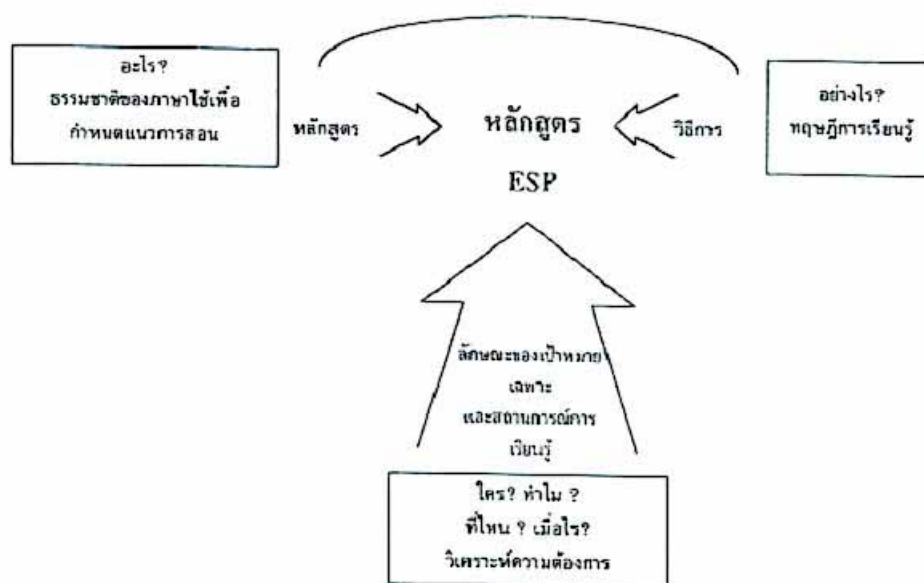 อะไร?
ธรรมชาติของภาษาใช้เพื่อ
กำหนดแนวการสอน
หลักสูตร
หลักสูตร
ESP
วิธีการ
อย่างไร?
ทฤษฎีการเรียนรู้
ลักษณะของเป้าหมาย
เฉพาะ
และสถานการณ์การ
เรียนรู้
ใคร? ทำไม ?
ที่ไหน ? เมื่อไร?
วิเคราะห์ความต้องการ